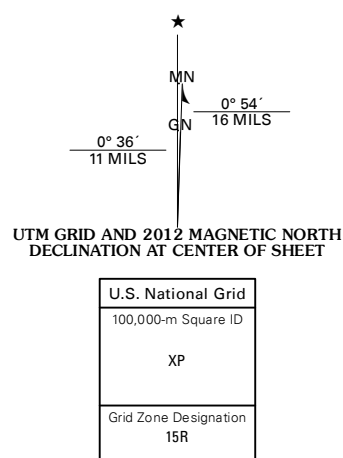 ★
MN
0° 54´
16 MILS
GN
0° 36´
11 MILS
UTM GRID AND 2012 MAGNETIC NORTH
DECLINATION AT CENTER OF SHEET
U.S. National Grid
100,000-m Square ID
XP
Grid Zone Designation
15R